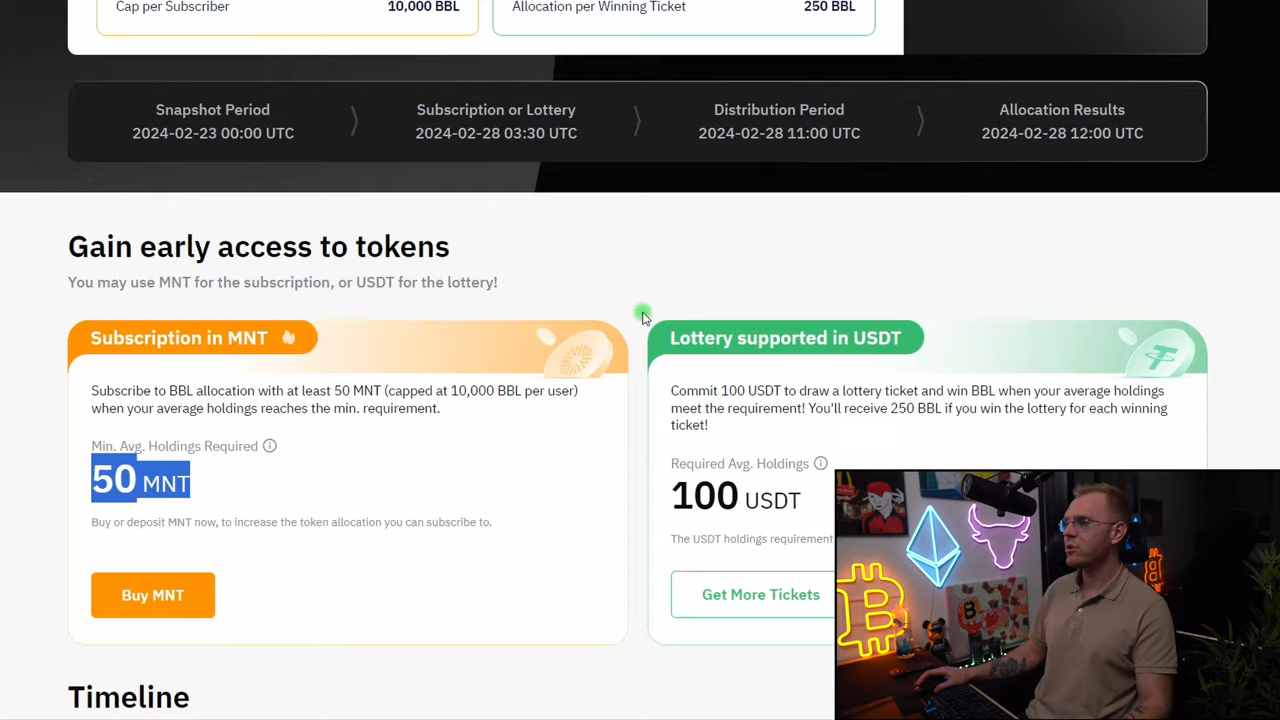 Cap per Subscriber 10,000 BBL
Allocation per Winning Ticket 250 BBL
Snapshot Period
2024-02-23 00:00 UTC
Subscription or Lottery
2024-02-28 03:30 UTC
Distribution Period
2024-02-28 11:00 UTC
Allocation Results
2024-02-28 12:00 UTC
Gain early access to tokens
You may use MNT for the subscription, or USDT for the lottery!
Subscription in MNT
Subscribe to BBL allocation with at least 50 MNT (capped at 10,000 BBL per user)
when your average holdings reaches the min. requirement.
Min. Avg. Holdings Required
50 MNT
Buy or deposit MNT now, to increase the token allocation you can subscribe to.
Buy MNT
Lottery supported in USDT
Commit 100 USDT to draw a lottery ticket and win BBL when your average holdings
meet the requirement! You'll receive 250 BBL if you win the lottery for each winning
ticket!
Required Avg. Holdings
100 USDT
The USDT holdings requirement
Get More Tickets
Timeline